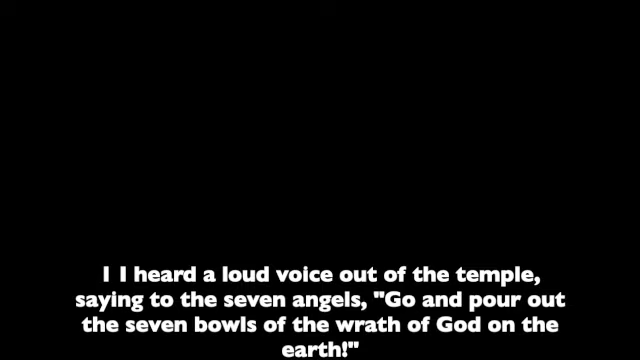 1 I heard a loud voice out of the temple,
saying to the seven angels, "Go and pour out
the seven bowls of the wrath of God on the
earth!"